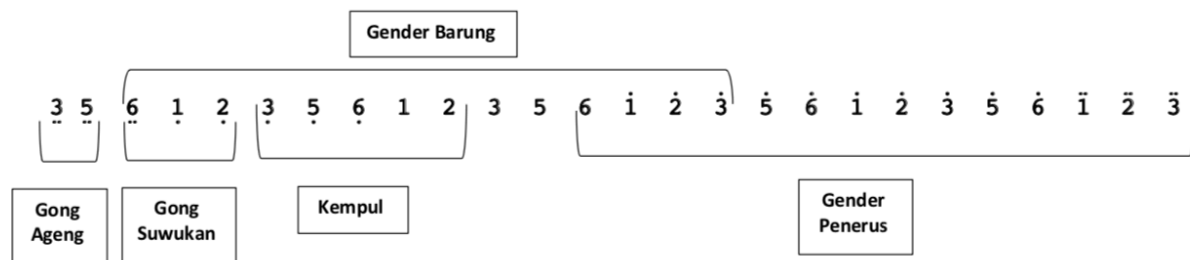 Gender Barung
3̤ 5̤ 6̤ 1̣ 2̣ 3̣ 5̣ 6̣ 1 2 3 5 6 1̇ 2̇ 3̇ 5̇ 6̇ 1̇ 2̇ 3̇ 5̇ 6̇ 1̈ 2̈ 3̈
Gong
Ageng
Gong
Suwukan
Kempul
Gender
Penerus